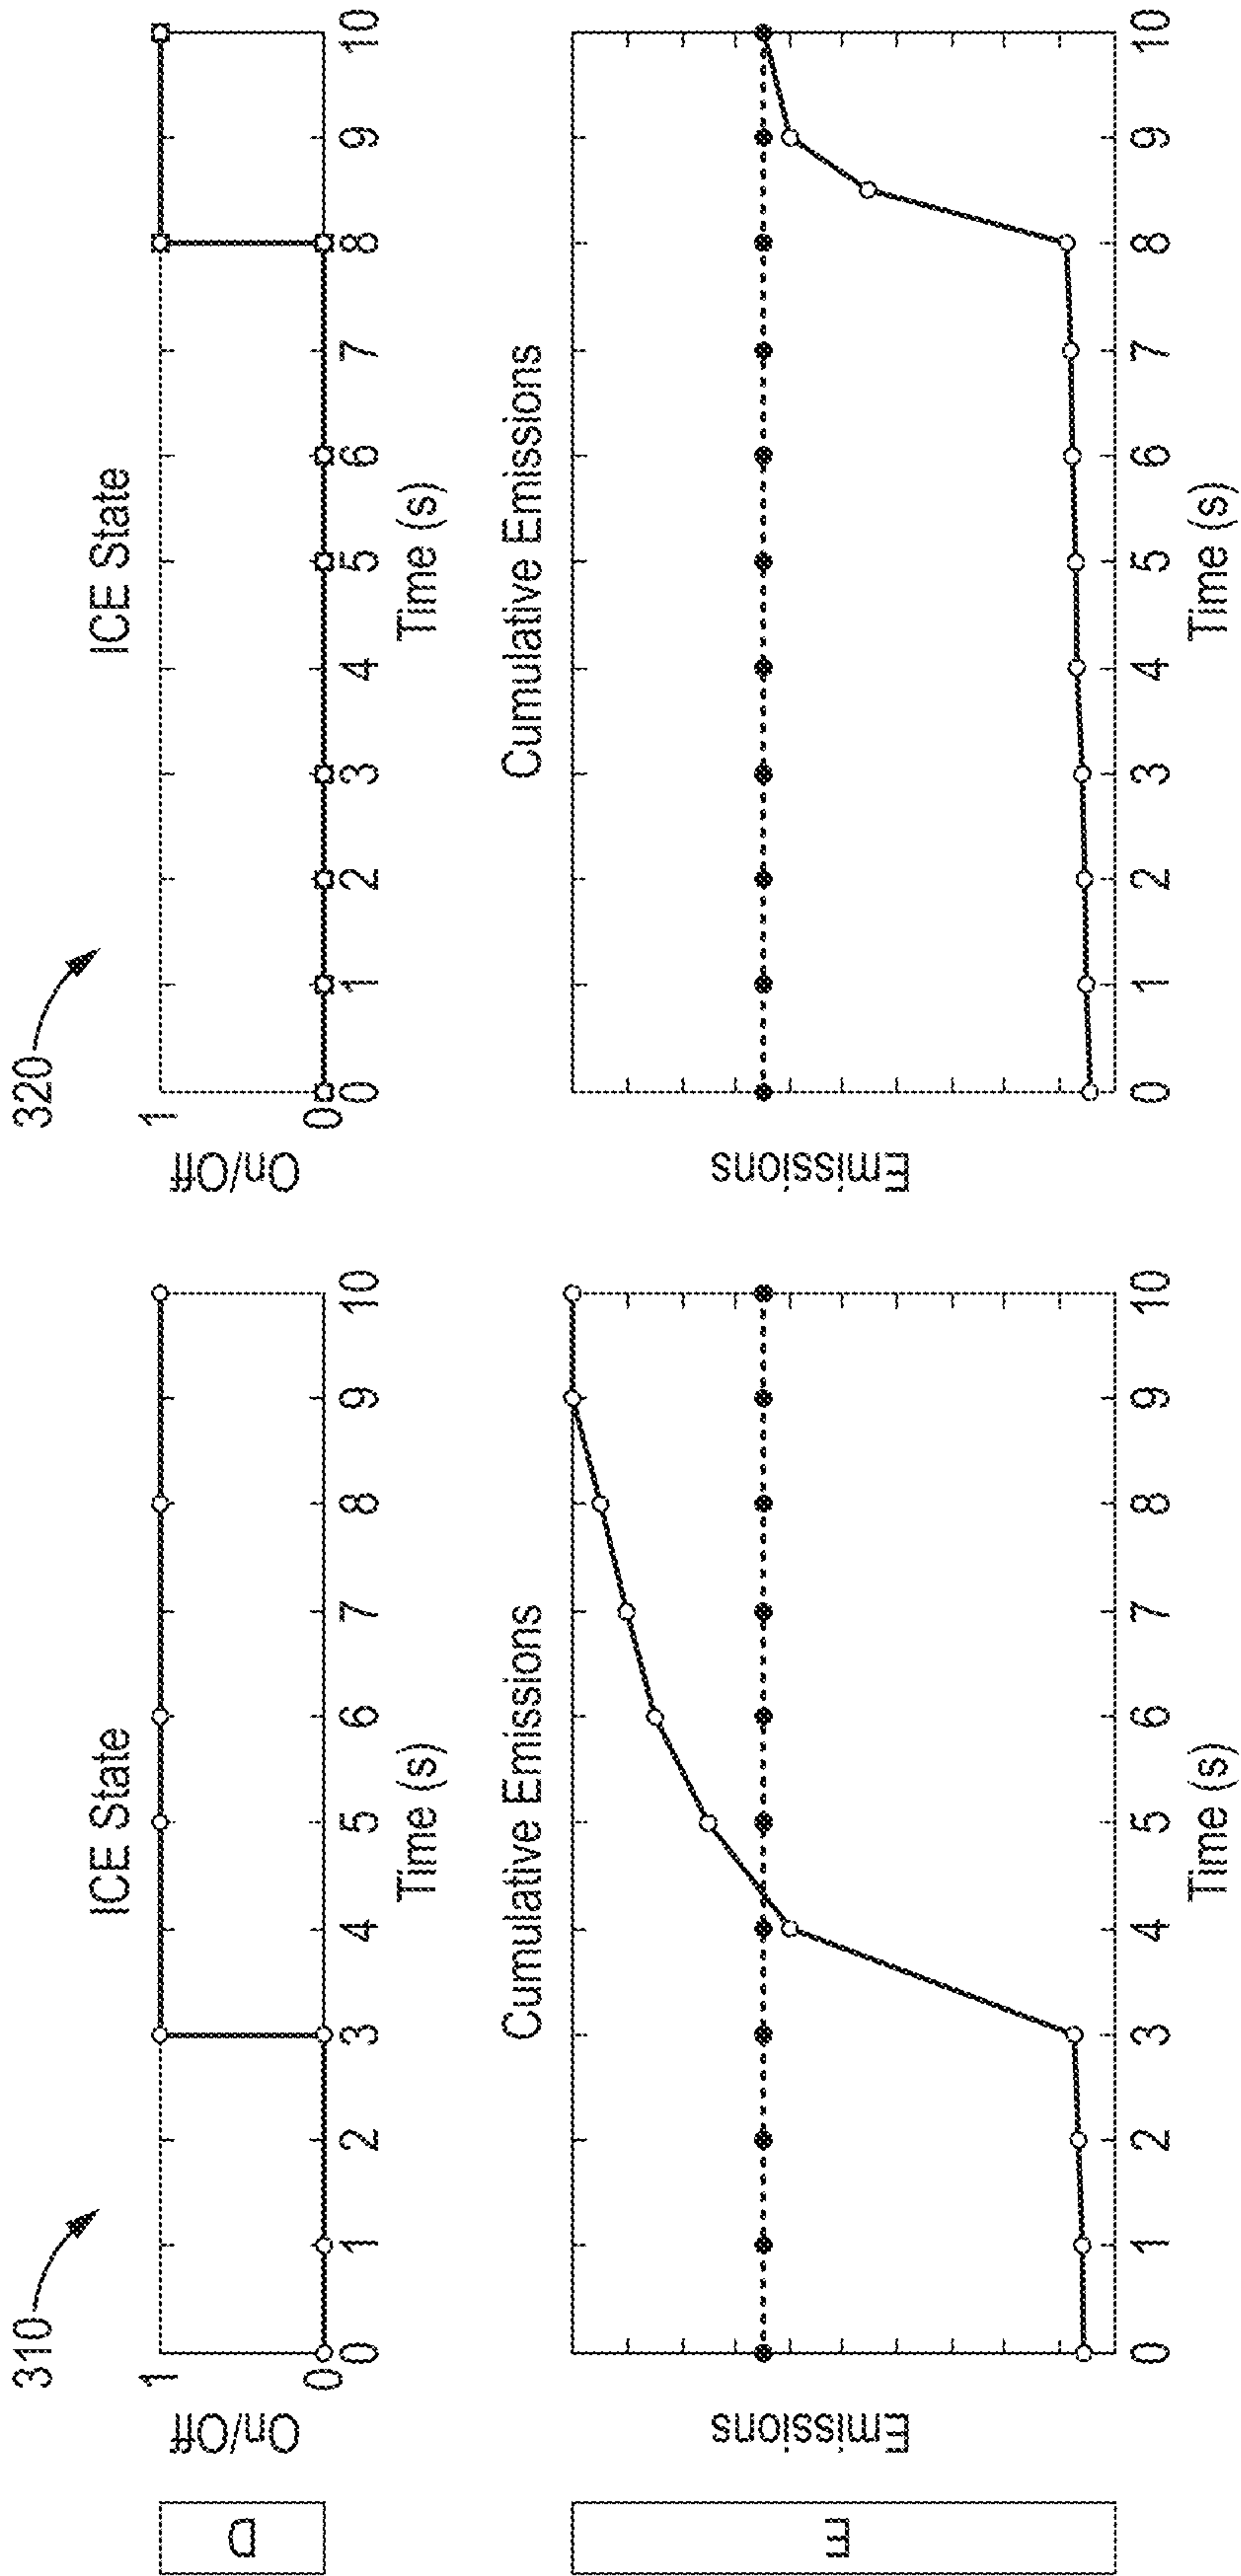 310
320
D
ICE State
ICE State
On/Off
1
0
0 1 2 3 4 5 6 7 8 9 10
Time (s)
On/Off
1
0
0 1 2 3 4 5 6 7 8 9 10
Time (s)
E
Cumulative Emissions
Cumulative Emissions
Emissions
0 1 2 3 4 5 6 7 8 9 10
Time (s)
Emissions
0 1 2 3 4 5 6 7 8 9 10
Time (s)